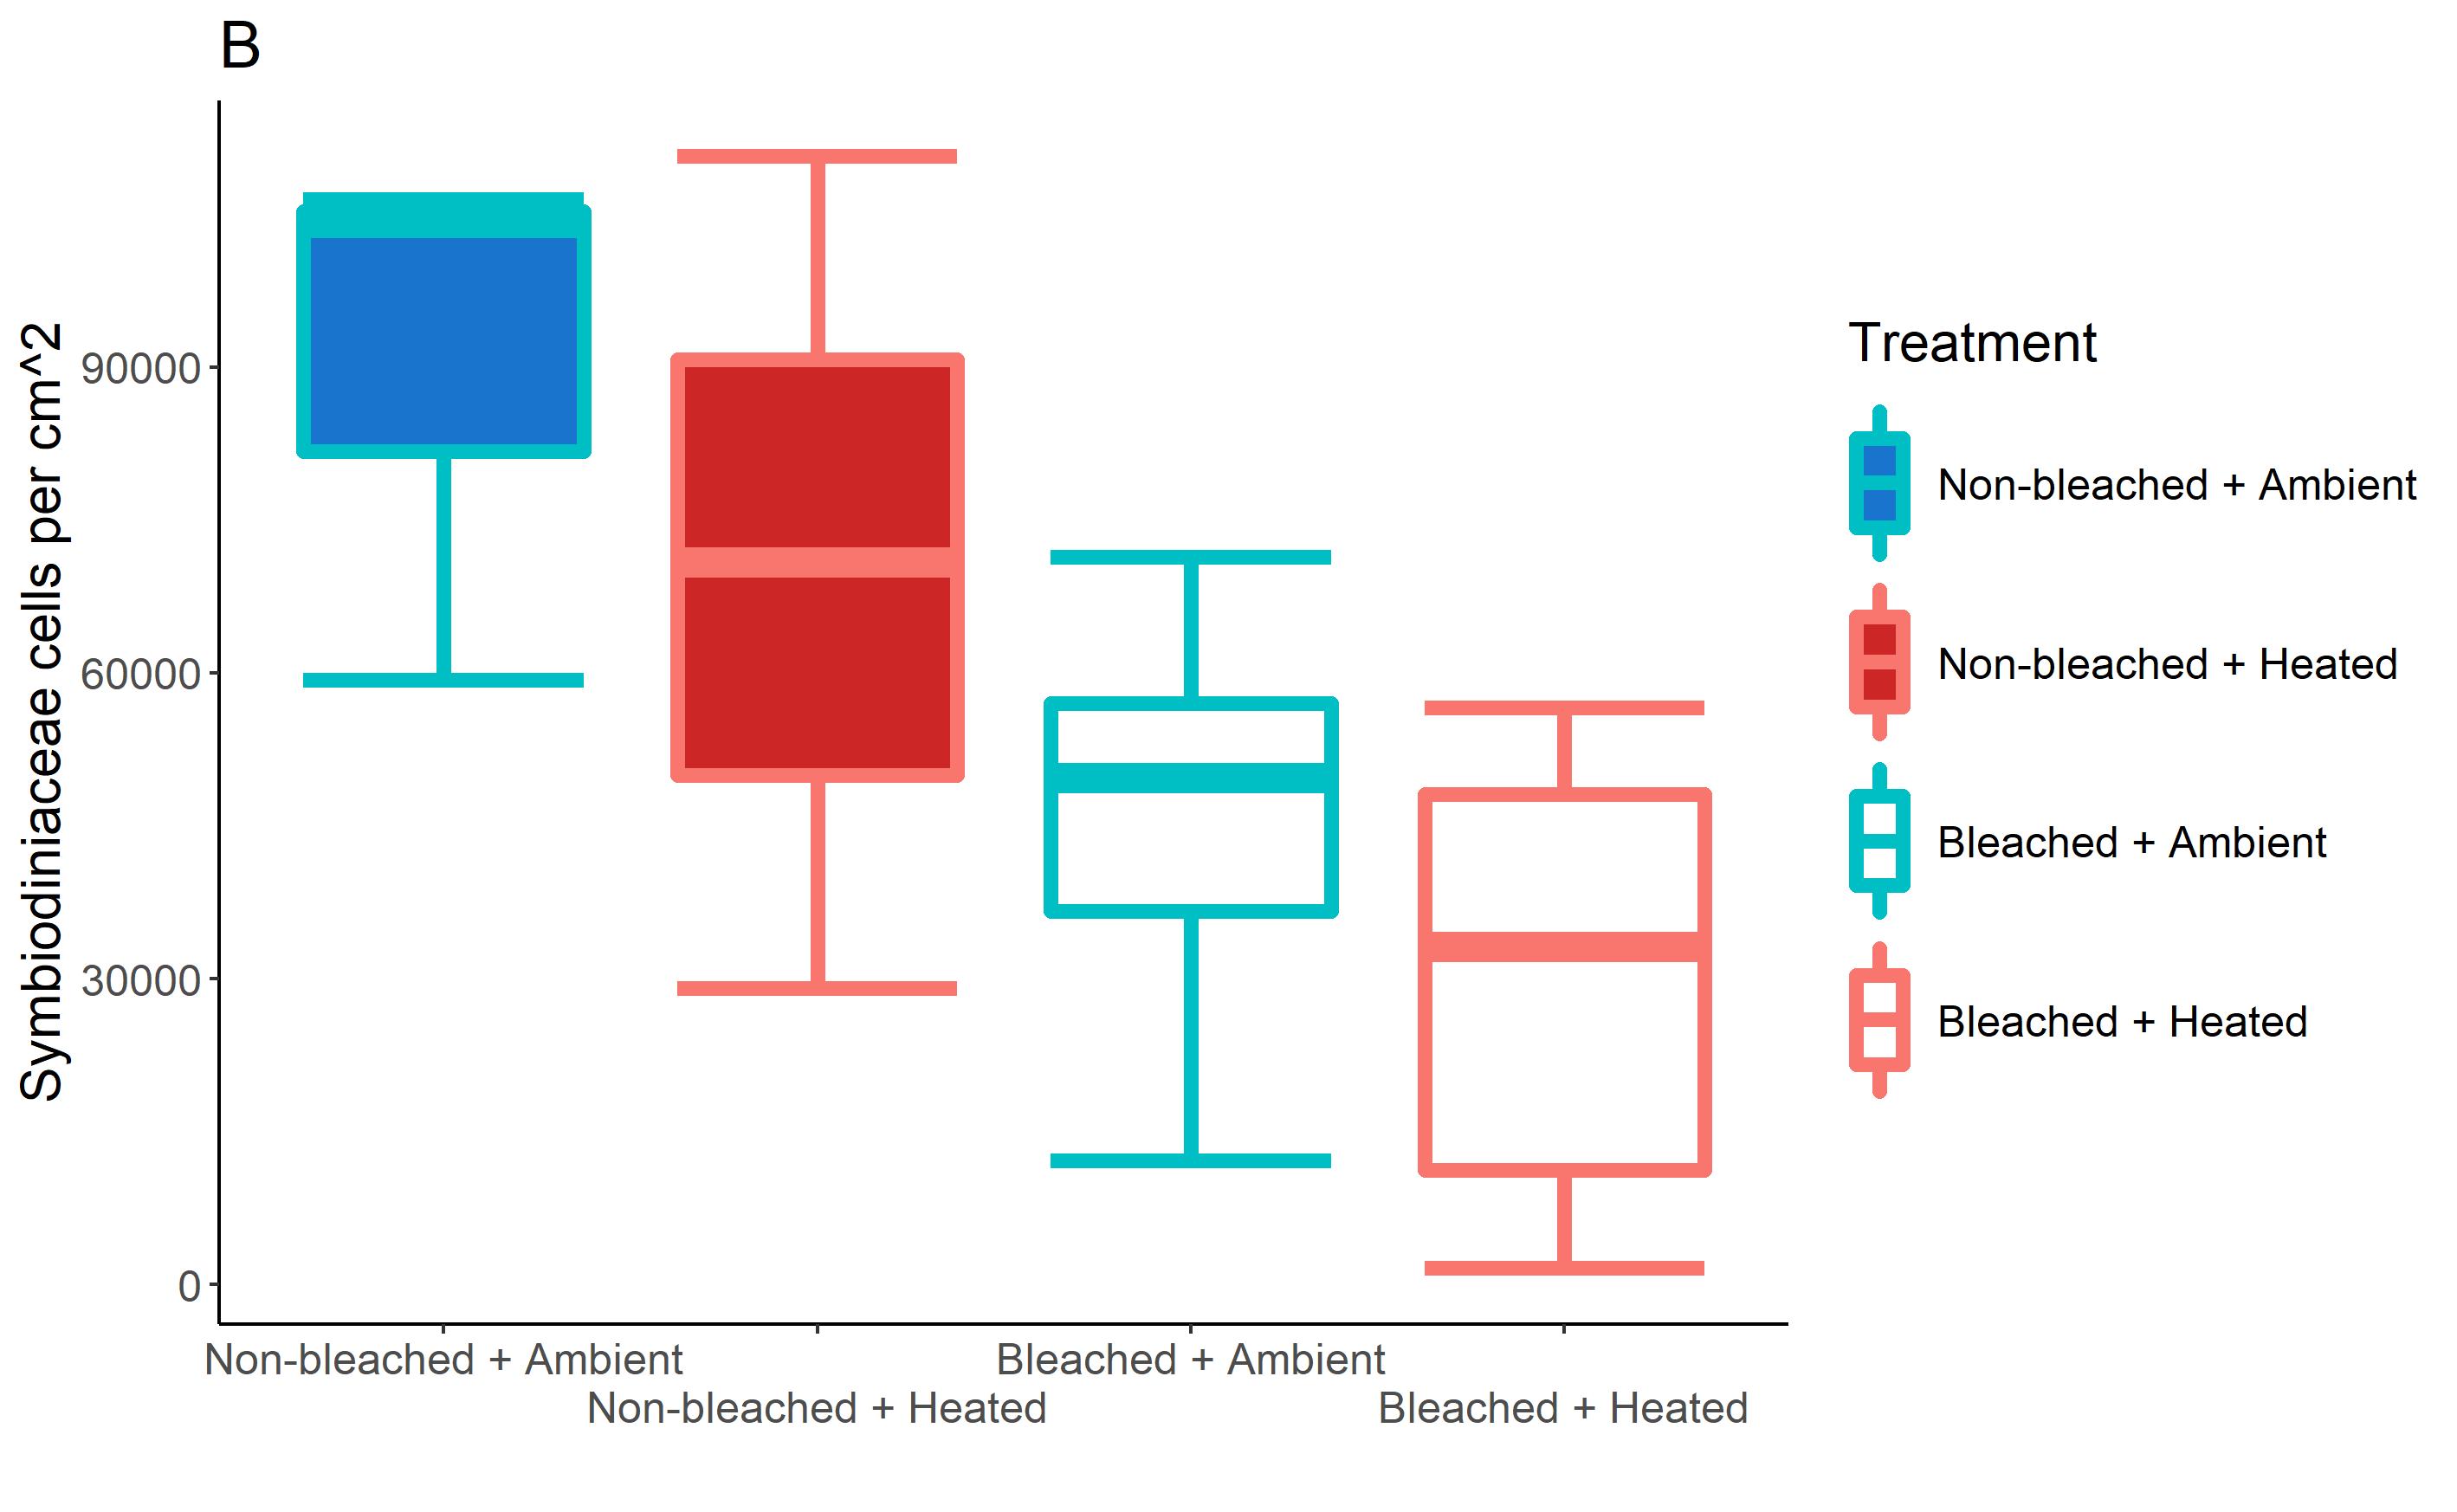 B
Symbiodiniaceae cells per cm^2
90000
60000
30000
0
Non-bleached + Ambient
Non-bleached + Heated
Bleached + Ambient
Bleached + Heated
Treatment
Non-bleached + Ambient
Non-bleached + Heated
Bleached + Ambient
Bleached + Heated